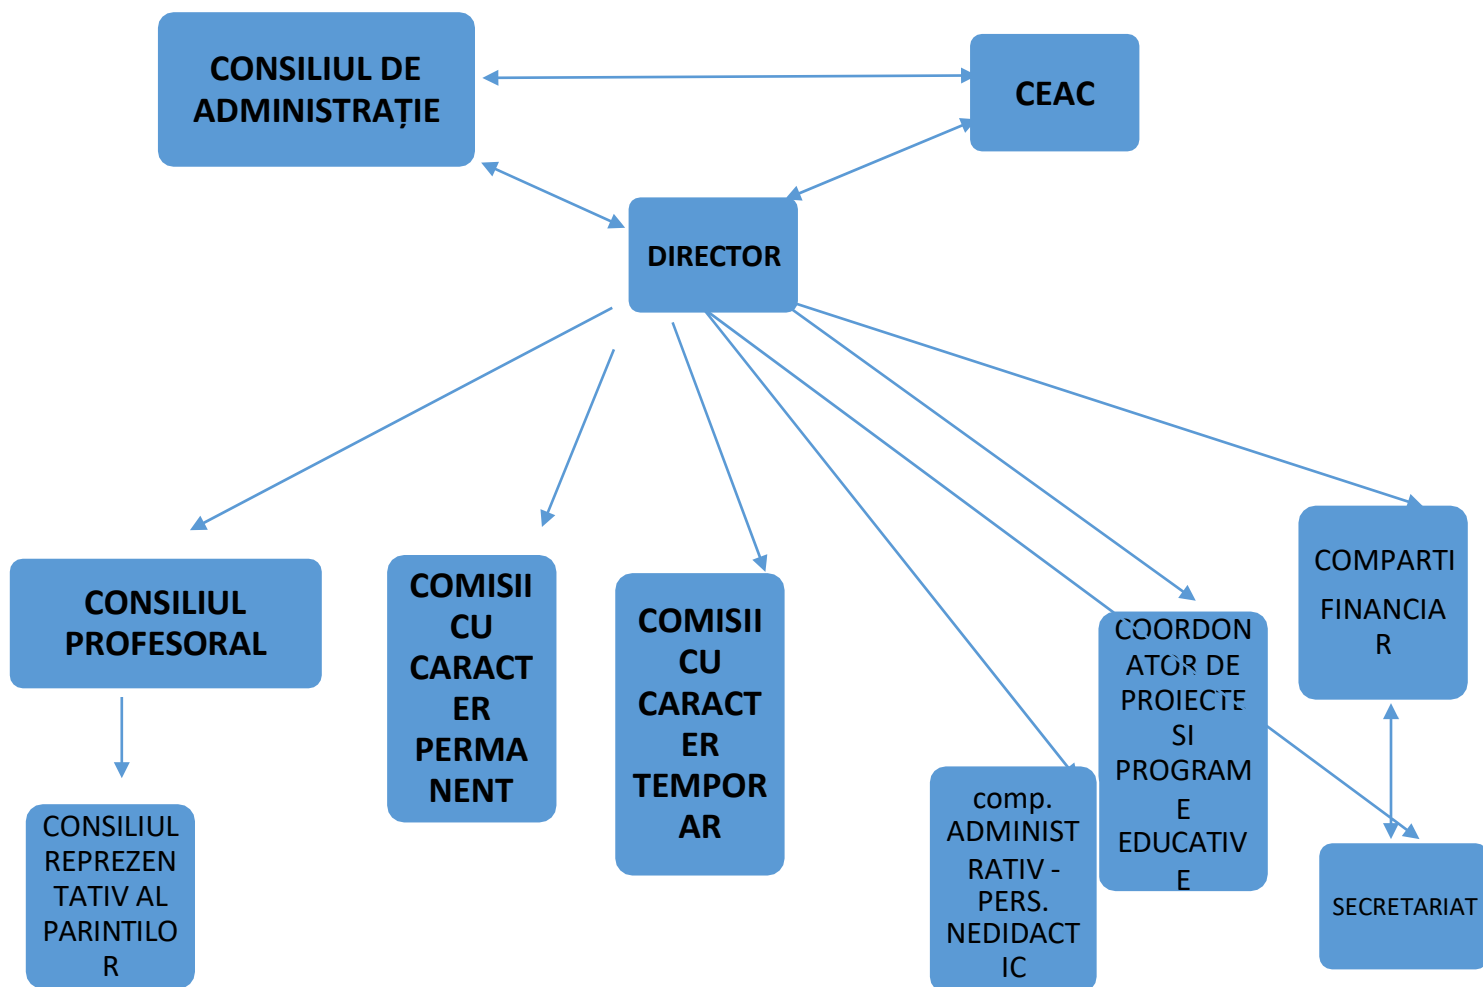 CONSILIUL DE
ADMINISTRAȚIE
CEAC
DIRECTOR
CONSILIUL
PROFESORAL
COMISII
CU
CARACT
ER
PERMA
NENT
COMISII
CU
CARACT
ER
TEMPOR
AR
comp.
ADMINIST
RATIV -
PERS.
NEDIDACT
IC
COORDON
ATOR DE
PROIECTE
SI
PROGRAM
E
EDUCATIV
E
COMPARTI
FINANCIA
R
CONSILIUL
REPREZEN
TATIV AL
PARINTILO
R
SECRETARIAT